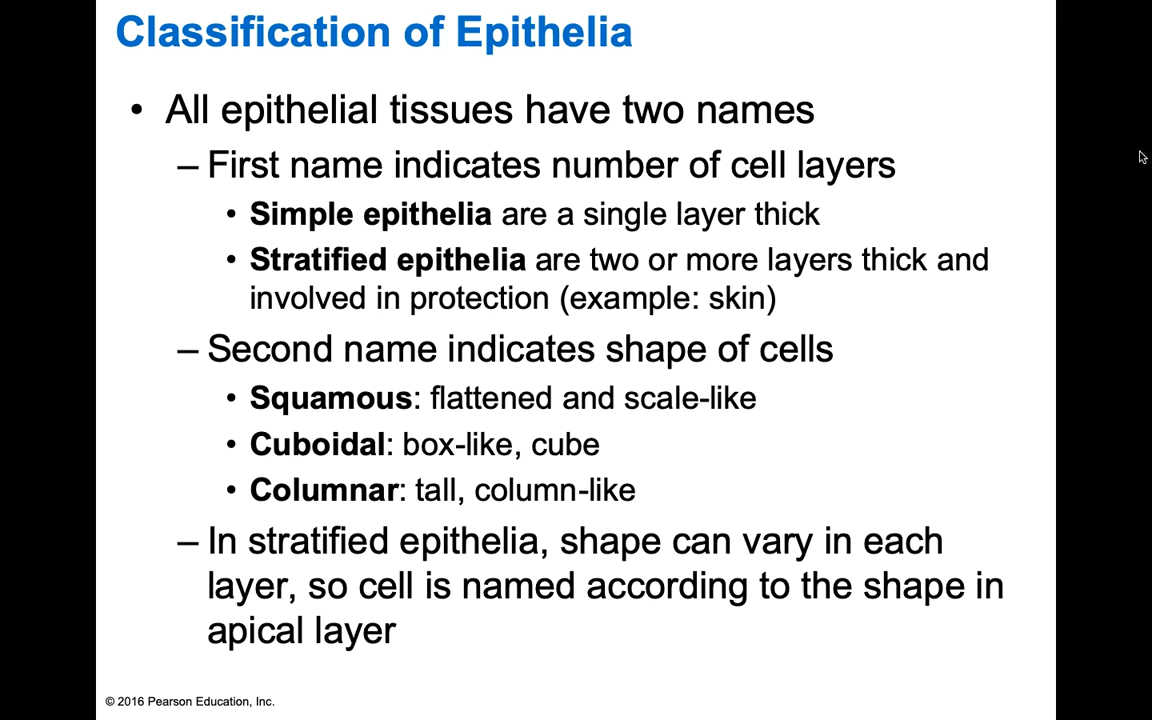 Classification of Epithelia
• All epithelial tissues have two names
– First name indicates number of cell layers
• Simple epithelia are a single layer thick
• Stratified epithelia are two or more layers thick and
involved in protection (example: skin)
– Second name indicates shape of cells
• Squamous: flattened and scale-like
• Cuboidal: box-like, cube
• Columnar: tall, column-like
– In stratified epithelia, shape can vary in each
layer, so cell is named according to the shape in
apical layer
© 2016 Pearson Education, Inc.